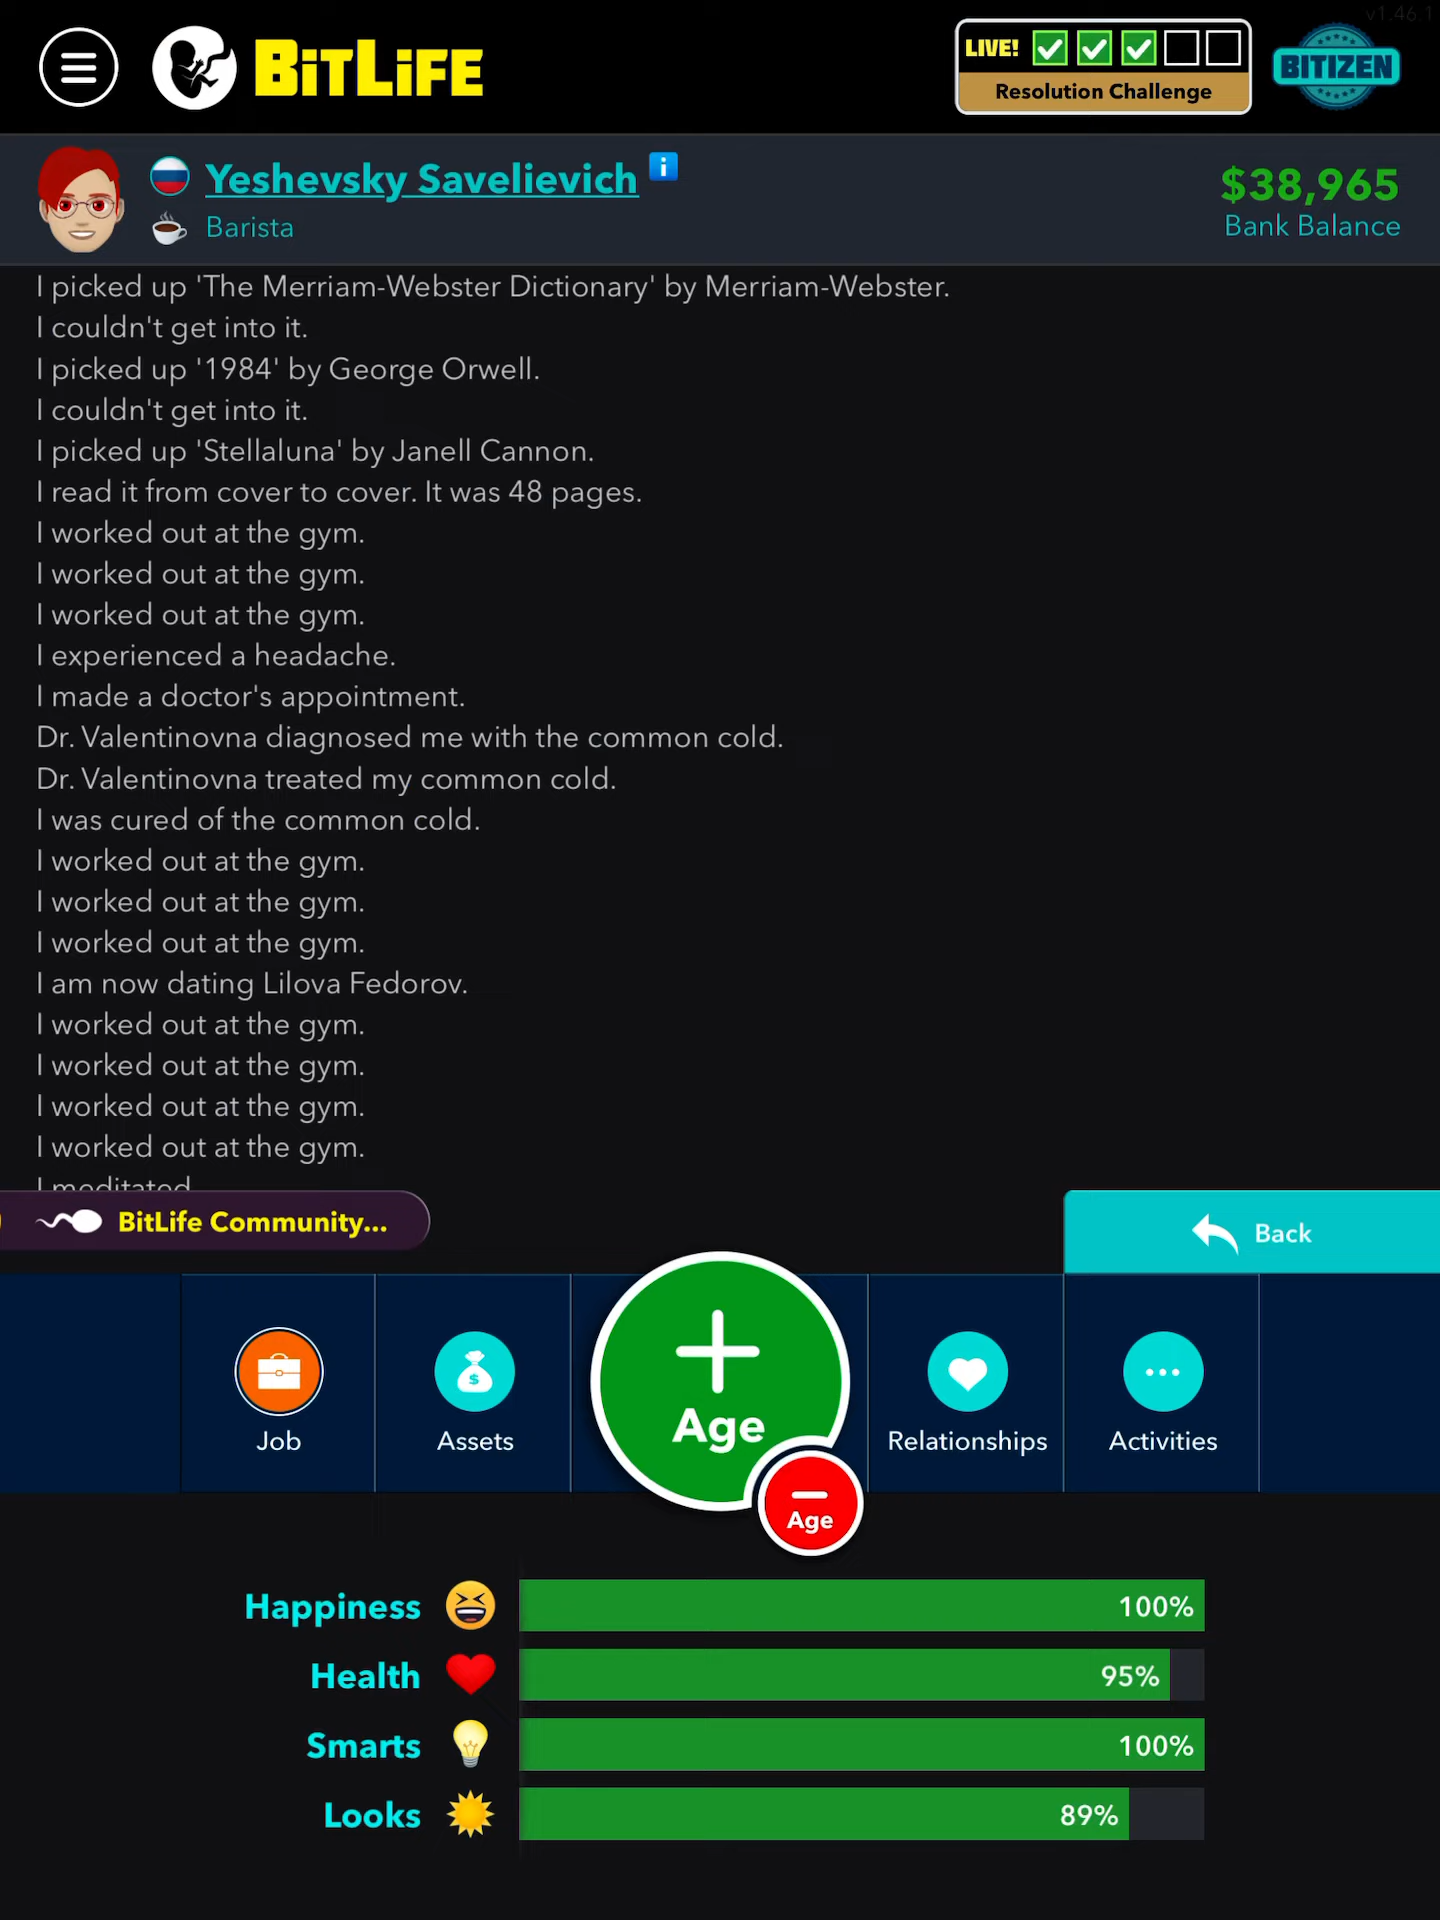 v1.46.1
BITLIFE
LIVE!
Resolution Challenge
BITIZEN
Yeshevsky Savelievich i
Barista
$38,965
Bank Balance
I picked up 'The Merriam-Webster Dictionary' by Merriam-Webster.
I couldn't get into it.
I picked up '1984' by George Orwell.
I couldn't get into it.
I picked up 'Stellaluna' by Janell Cannon.
I read it from cover to cover. It was 48 pages.
I worked out at the gym.
I worked out at the gym.
I worked out at the gym.
I experienced a headache.
I made a doctor's appointment.
Dr. Valentinovna diagnosed me with the common cold.
Dr. Valentinovna treated my common cold.
I was cured of the common cold.
I worked out at the gym.
I worked out at the gym.
I worked out at the gym.
I am now dating Lilova Fedorov.
I worked out at the gym.
I worked out at the gym.
I worked out at the gym.
I worked out at the gym.
I meditated
BitLife Community...
Back
Job
Assets
Age
Age
Relationships
Activities
Happiness 100%
Health 95%
Smarts 100%
Looks 89%